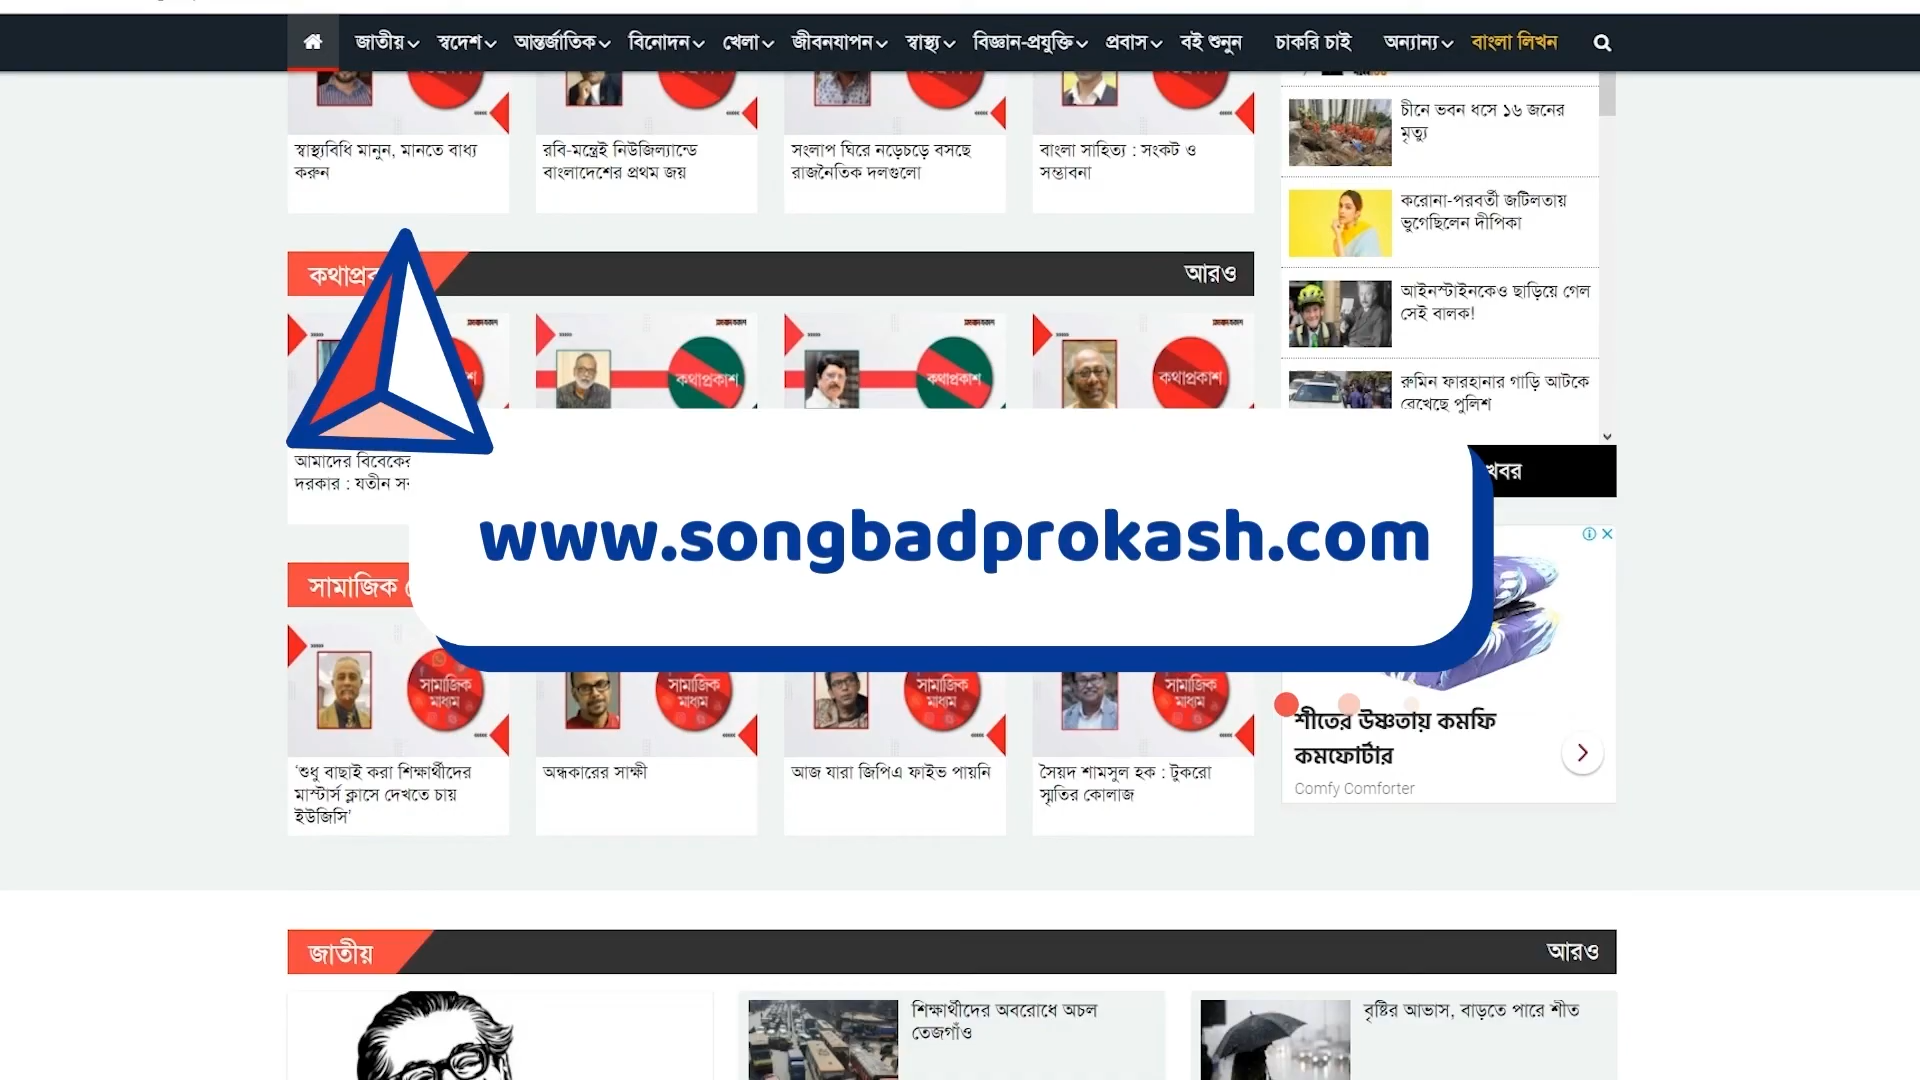 জাতীয় স্বদেশ আন্তর্জাতিক বিনোদন খেলা জীবনযাপন স্বাস্থ্য বিজ্ঞান-প্রযুক্তি প্রবাস বই শুনুন চাকরি চাই অন্যান্য বাংলা লিখন
স্বাস্থ্যবিধি মানুন, মানতে বাধ্য
করুন
রবি-মন্ত্রেই নিউজিল্যান্ডে
বাংলাদেশের প্রথম জয়
সংলাপ ঘিরে নড়েচড়ে বসছে
রাজনৈতিক দলগুলো
বাংলা সাহিত্য : সংকট ও
সম্ভাবনা
চীনে ভবন ধসে ১৬ জনের
মৃত্যু
করোনা-পরবর্তী জটিলতায়
ভুগেছিলেন দীপিকা
আইনস্টাইনকেও ছাড়িয়ে গেল
সেই বালক!
রুমিন ফারহানার গাড়ি আটকে
রেখেছে পুলিশ
আরও
কথাপ্রকাশ
কথাপ্রকাশ
কথাপ্রকাশ
আমাদের বিবেকের
দরকার : যতীন
খবর
www.songbadprokash.com
সামাজিক
সামাজিক
মাধ্যম
সামাজিক
মাধ্যম
সামাজিক
মাধ্যম
সামাজিক
মাধ্যম
‘শুধু বাছাই করা শিক্ষার্থীদের
মাস্টার্স ক্লাসে দেখতে চায়
ইউজিসি’
অন্ধকারের সাক্ষী
আজ যারা জিপিএ ফাইভ পায়নি
সৈয়দ শামসুল হক : টুকরো
স্মৃতির কোলাজ
শীতের উষ্ণতায় কমফি
কমফোর্টার
Comfy Comforter
জাতীয়
আরও
শিক্ষার্থীদের অবরোধে অচল
তেজগাঁও
বৃষ্টির আভাস, বাড়তে পারে শীত